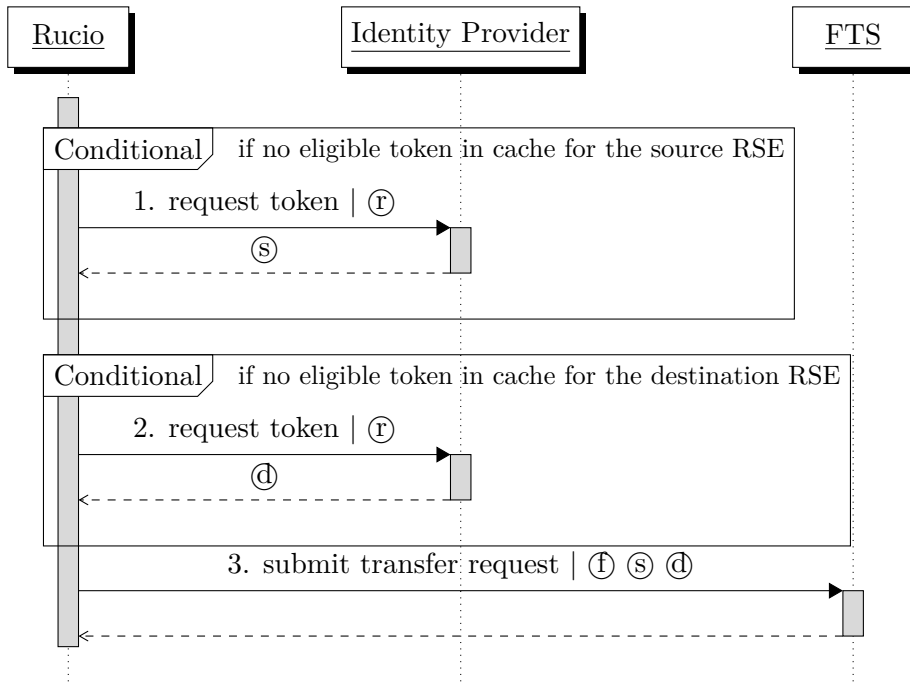 Rucio
Identity Provider
FTS
Conditional if no eligible token in cache for the source RSE
1. request token | ⓡ
ⓢ
Conditional if no eligible token in cache for the destination RSE
2. request token | ⓡ
ⓓ
3. submit transfer request | ⓕ ⓢ ⓓ